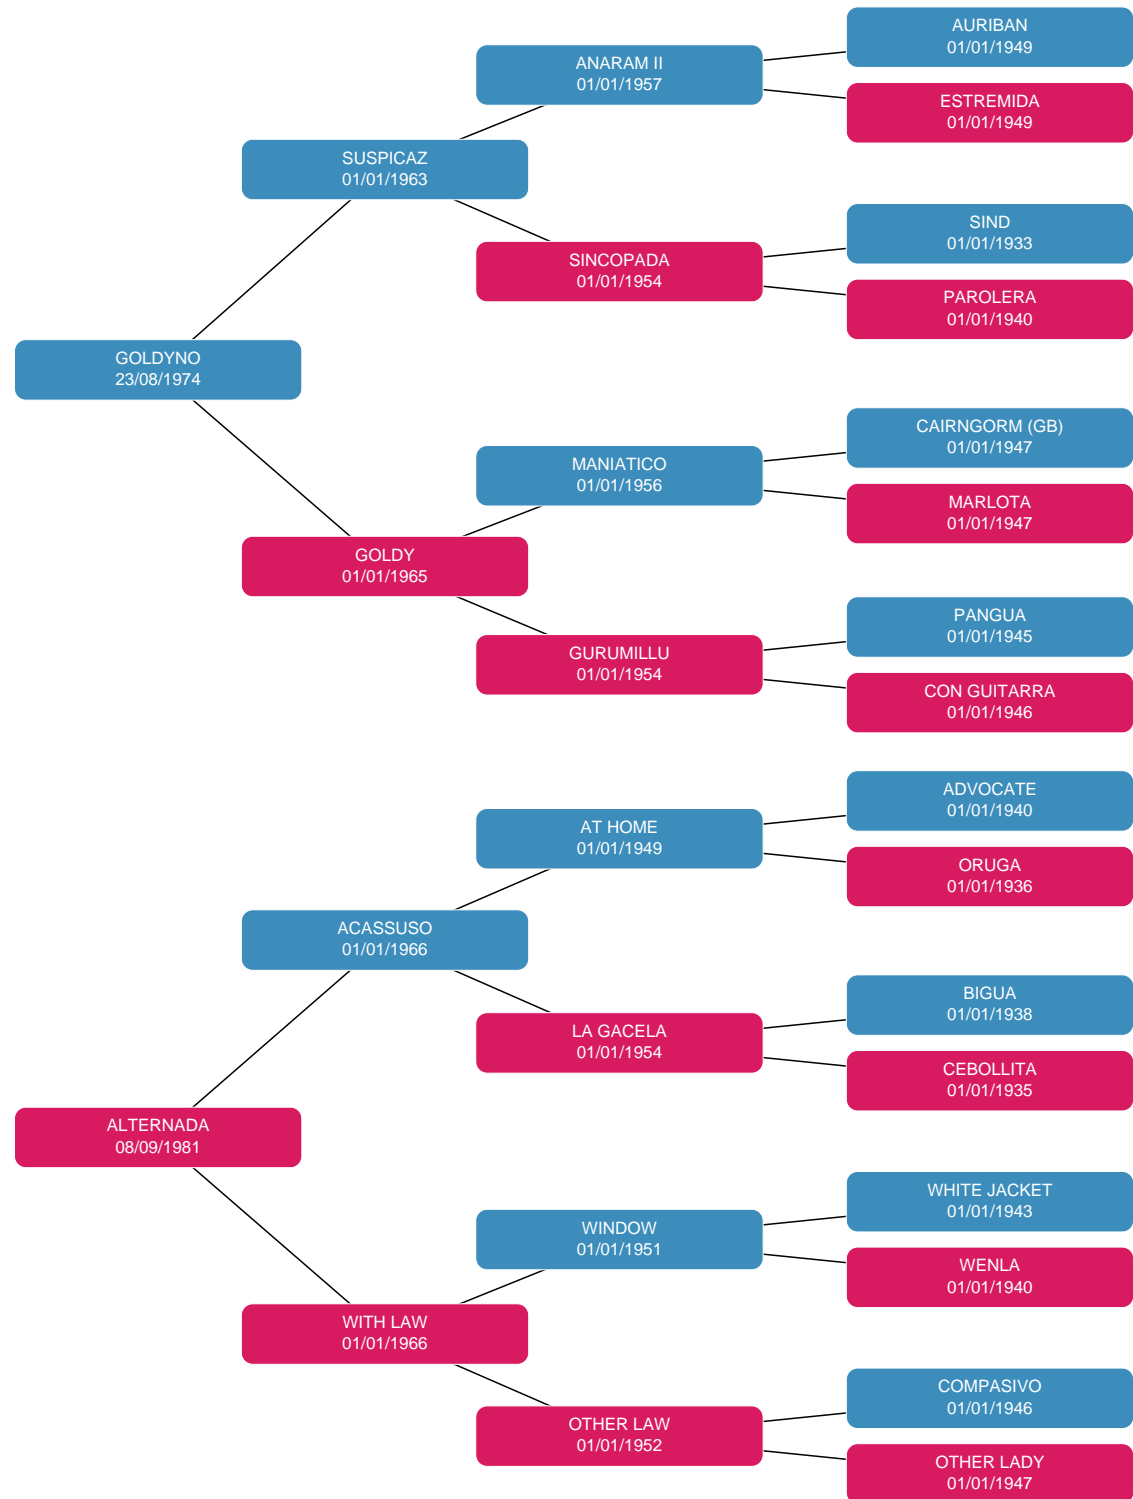 AURIBAN
01/01/1949
ANARAM II
01/01/1957
ESTREMIDA
01/01/1949
SUSPICAZ
01/01/1963
SIND
01/01/1933
SINCOPADA
01/01/1954
PAROLERA
01/01/1940
GOLDYNO
23/08/1974
CAIRNGORM (GB)
01/01/1947
MANIATICO
01/01/1956
MARLOTA
01/01/1947
GOLDY
01/01/1965
PANGUA
01/01/1945
GURUMILLU
01/01/1954
CON GUITARRA
01/01/1946
ADVOCATE
01/01/1940
AT HOME
01/01/1949
ORUGA
01/01/1936
ACASSUSO
01/01/1966
BIGUA
01/01/1938
LA GACELA
01/01/1954
CEBOLLITA
01/01/1935
ALTERNADA
08/09/1981
WHITE JACKET
01/01/1943
WINDOW
01/01/1951
WENLA
01/01/1940
WITH LAW
01/01/1966
COMPASIVO
01/01/1946
OTHER LAW
01/01/1952
OTHER LADY
01/01/1947